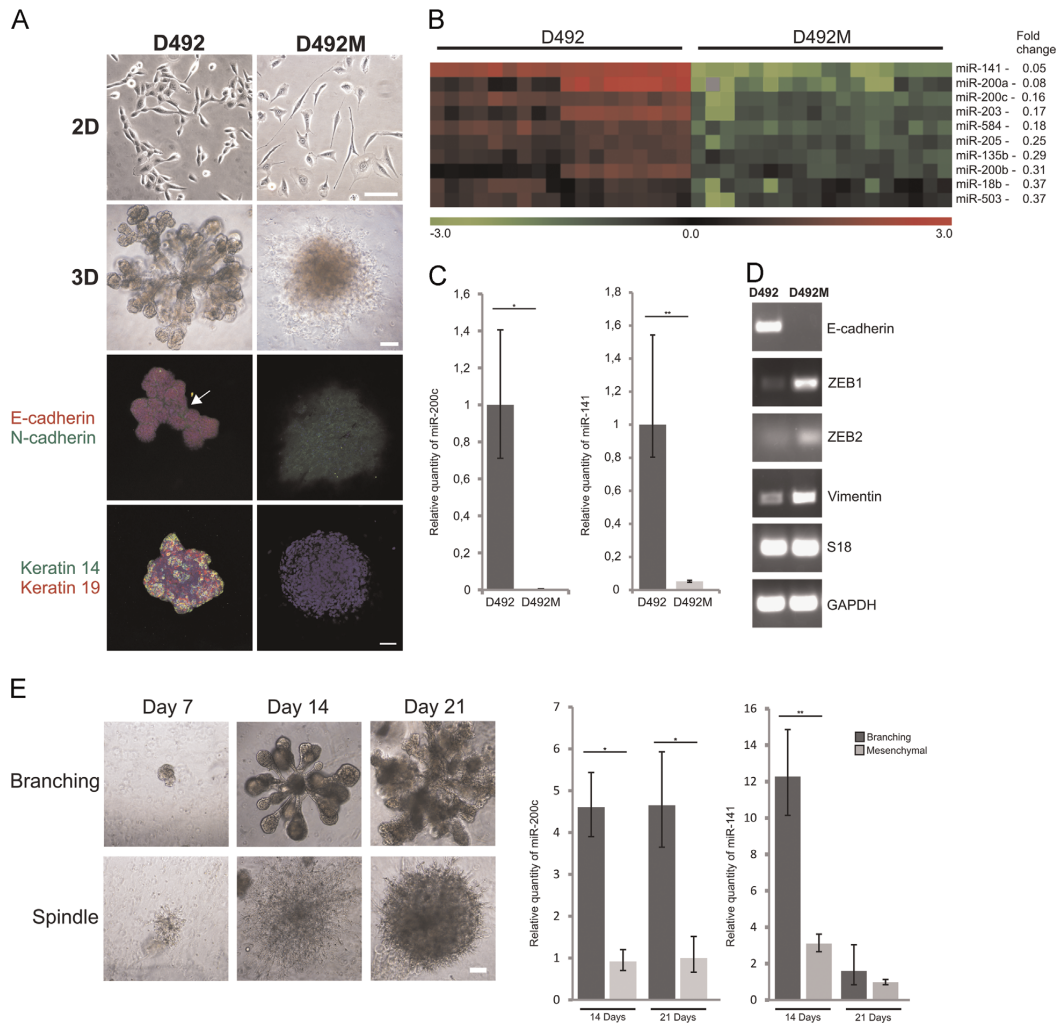 A
D492
D492M
2D
3D
E-cadherin
N-cadherin
Keratin 14
Keratin 19
B
D492
D492M
Fold
change
miR-141 - 0.05
miR-200a - 0.08
miR-200c - 0.16
miR-203 - 0.17
miR-584 - 0.18
miR-205 - 0.25
miR-135b - 0.29
miR-200b - 0.31
miR-18b - 0.37
miR-503 - 0.37
-3.0
0.0
3.0
C
Relative quantity of miR-200c
1,6
1,4
1,2
1
0,8
0,6
0,4
0,2
0
*
D492
D492M
Relative quantity of miR-141
1,8
1,6
1,4
1,2
1
0,8
0,6
0,4
0,2
0
**
D492
D492M
D
D492
D492M
E-cadherin
ZEB1
ZEB2
Vimentin
S18
GAPDH
E
Day 7
Day 14
Day 21
Branching
Spindle
Relative quantity of miR-200c
7
6
5
4
3
2
1
0
*
*
14 Days
21 Days
Relative quantity of miR-141
16
14
12
10
8
6
4
2
0
**
14 Days
21 Days
Branching
Mesenchymal